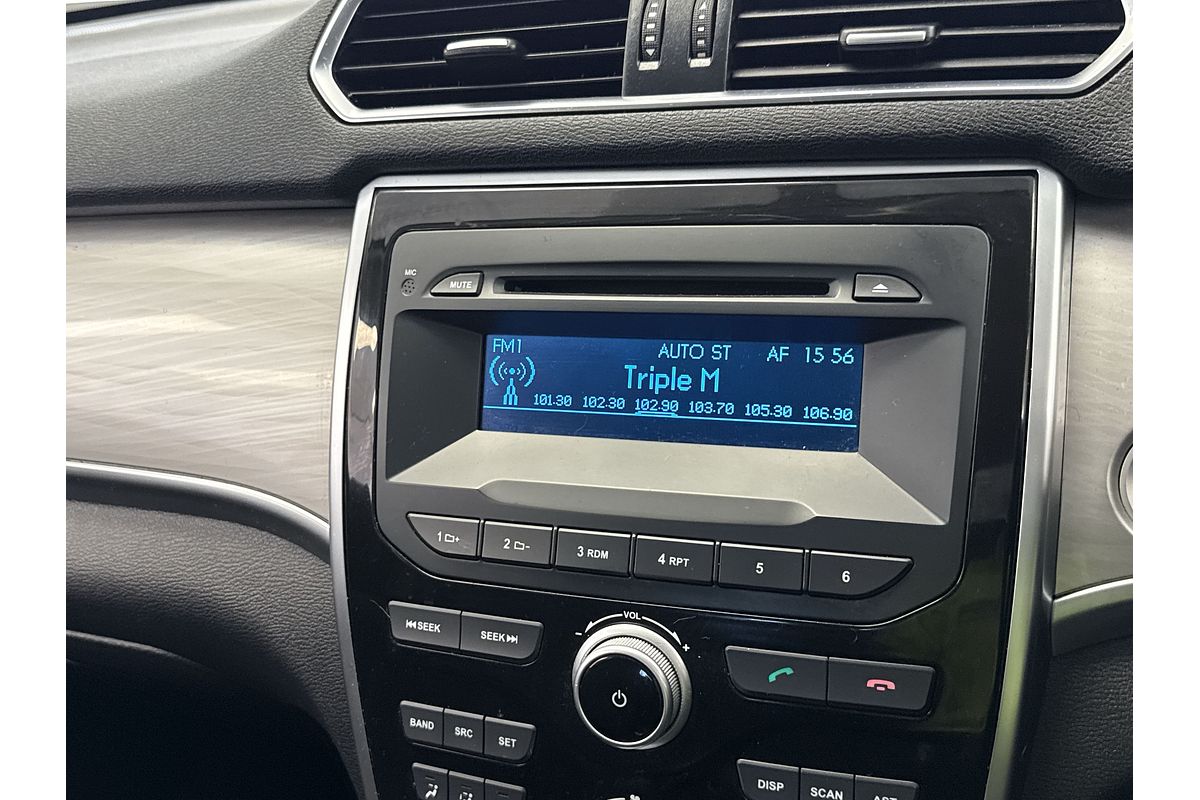 MIC
MUTE
FM1 AUTO ST AF 15 56
Triple M
101.30 102.30 102.90 103.70 105.30 106.90
1 + 2 - 3 RDM 4 RPT 5 6
SEEK SEEK
- VOL +
BAND SRC SET
DISP SCAN